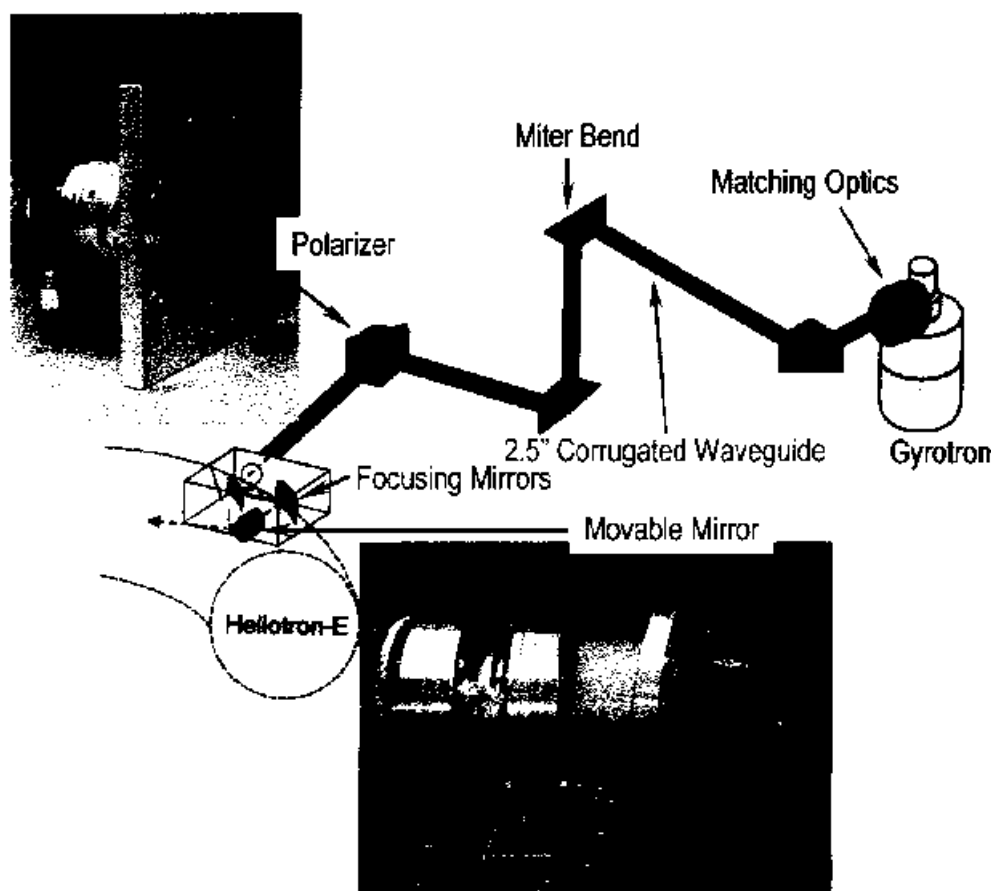 Miter Bend
Matching Optics
Polarizer
2.5” Corrugated Waveguide
Gyrotron
Focusing Mirrors
Movable Mirror
Heliotron-E